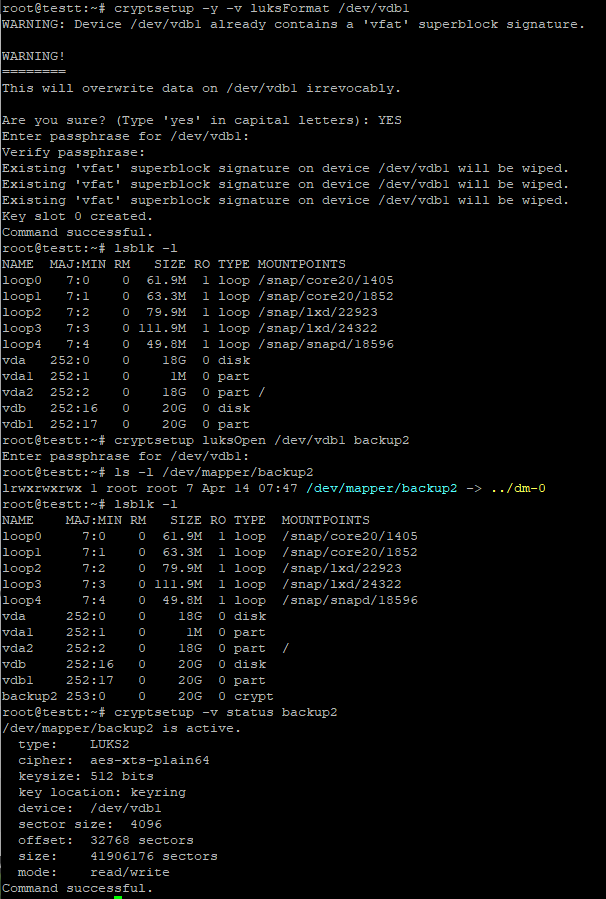 root@testt:~# cryptsetup -y -v luksFormat /dev/vdb1
WARNING: Device /dev/vdb1 already contains a 'vfat' superblock signature.
WARNING!
========
This will overwrite data on /dev/vdb1 irrevocably.
Are you sure? (Type 'yes' in capital letters): YES
Enter passphrase for /dev/vdb1:
Verify passphrase:
Existing 'vfat' superblock signature on device /dev/vdb1 will be wiped.
Existing 'vfat' superblock signature on device /dev/vdb1 will be wiped.
Existing 'vfat' superblock signature on device /dev/vdb1 will be wiped.
Key slot 0 created.
Command successful.
root@testt:~# lsblk -l
NAME  MAJ:MIN RM   SIZE RO TYPE MOUNTPOINTS
loop0   7:0    0  61.9M  1 loop /snap/core20/1405
loop1   7:1    0  63.3M  1 loop /snap/core20/1852
loop2   7:2    0  79.9M  1 loop /snap/lxd/22923
loop3   7:3    0 111.9M  1 loop /snap/lxd/24322
loop4   7:4    0  49.8M  1 loop /snap/snapd/18596
vda   252:0    0    18G  0 disk
vda1  252:1    0     1M  0 part
vda2  252:2    0    18G  0 part /
vdb   252:16   0    20G  0 disk
vdb1  252:17   0    20G  0 part
root@testt:~# cryptsetup luksOpen /dev/vdb1 backup2
Enter passphrase for /dev/vdb1:
root@testt:~# ls -l /dev/mapper/backup2
lrwxrwxrwx 1 root root 7 Apr 14 07:47 /dev/mapper/backup2 -> ../dm-0
root@testt:~# lsblk -l
NAME    MAJ:MIN RM   SIZE RO TYPE  MOUNTPOINTS
loop0     7:0    0  61.9M  1 loop  /snap/core20/1405
loop1     7:1    0  63.3M  1 loop  /snap/core20/1852
loop2     7:2    0  79.9M  1 loop  /snap/lxd/22923
loop3     7:3    0 111.9M  1 loop  /snap/lxd/24322
loop4     7:4    0  49.8M  1 loop  /snap/snapd/18596
vda     252:0    0    18G  0 disk
vda1    252:1    0     1M  0 part
vda2    252:2    0    18G  0 part  /
vdb     252:16   0    20G  0 disk
vdb1    252:17   0    20G  0 part
backup2 253:0    0    20G  0 crypt
root@testt:~# cryptsetup -v status backup2
/dev/mapper/backup2 is active.
  type:    LUKS2
  cipher:  aes-xts-plain64
  keysize: 512 bits
  key location: keyring
  device:  /dev/vdb1
  sector size:  4096
  offset:  32768 sectors
  size:    41906176 sectors
  mode:    read/write
Command successful.